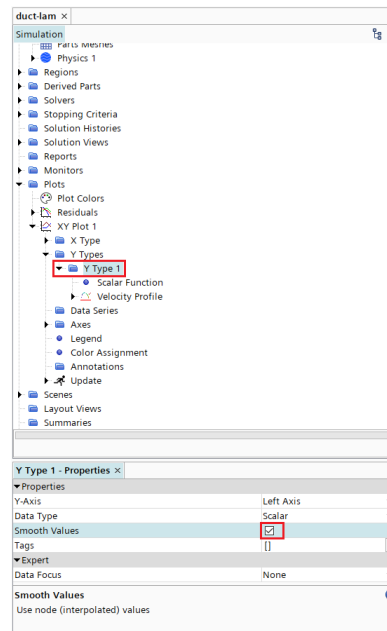 duct-lam ×
Simulation
Parts Meshes
Physics 1
Regions
Derived Parts
Solvers
Stopping Criteria
Solution Histories
Solution Views
Reports
Monitors
Plots
Plot Colors
Residuals
XY Plot 1
X Type
Y Types
Y Type 1
Scalar Function
Velocity Profile
Data Series
Axes
Legend
Color Assignment
Annotations
Update
Scenes
Layout Views
Summaries
Y Type 1 - Properties ×
Properties
Y-Axis Left Axis
Data Type Scalar
Smooth Values
Tags []
Expert
Data Focus None
Smooth Values
Use node (interpolated) values